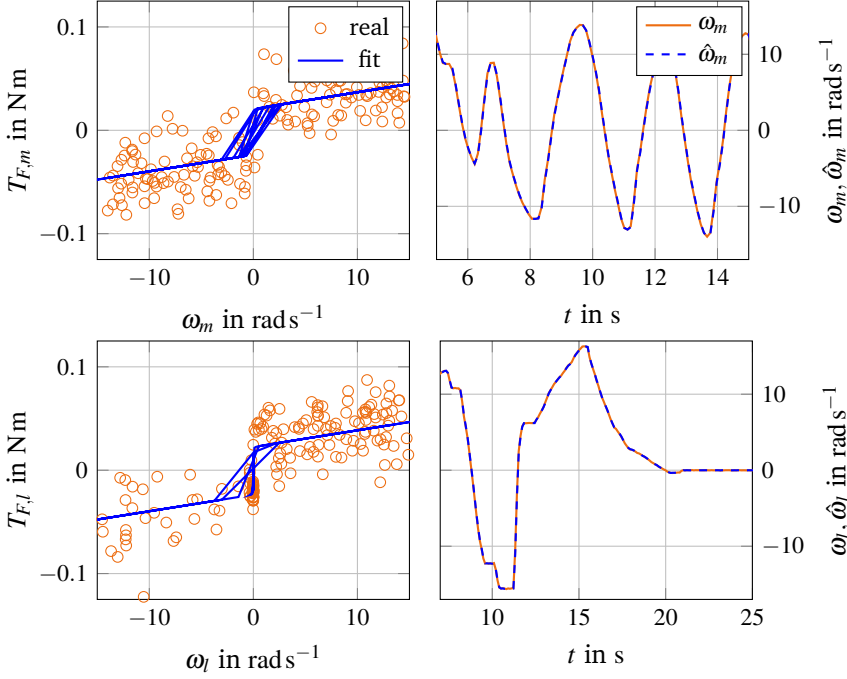 0.1
0
−0.1
T_{F,m} in N m
real
fit
−10
0
10
ω_m in rad s⁻¹
ω_m
ω̂_m
10
0
−10
ω_m, ω̂_m in rad s⁻¹
6
8
10
12
14
t in s
0.1
0
−0.1
T_{F,l} in N m
−10
0
10
ω_l in rad s⁻¹
10
0
−10
ω_l, ω̂_l in rad s⁻¹
10
15
20
25
t in s